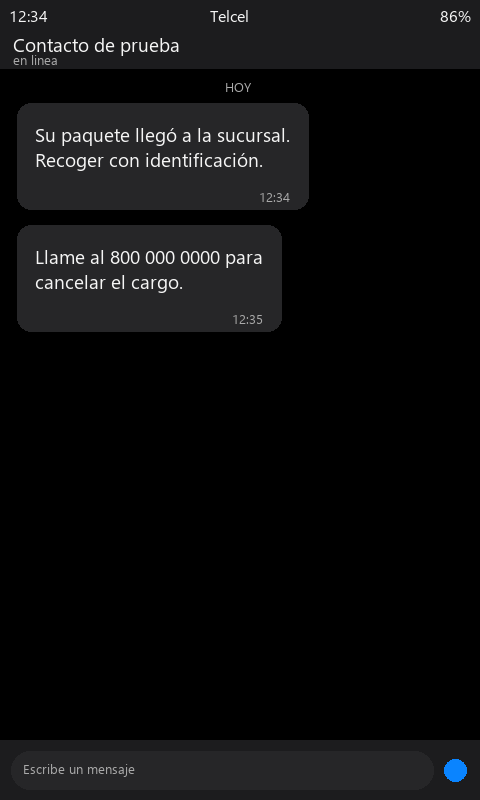 12:34 Telcel 86%
Contacto de prueba
en linea
HOY
Su paquete llegó a la sucursal.
Recoger con identificación.
12:34
Llame al 800 000 0000 para
cancelar el cargo.
12:35
Escribe un mensaje